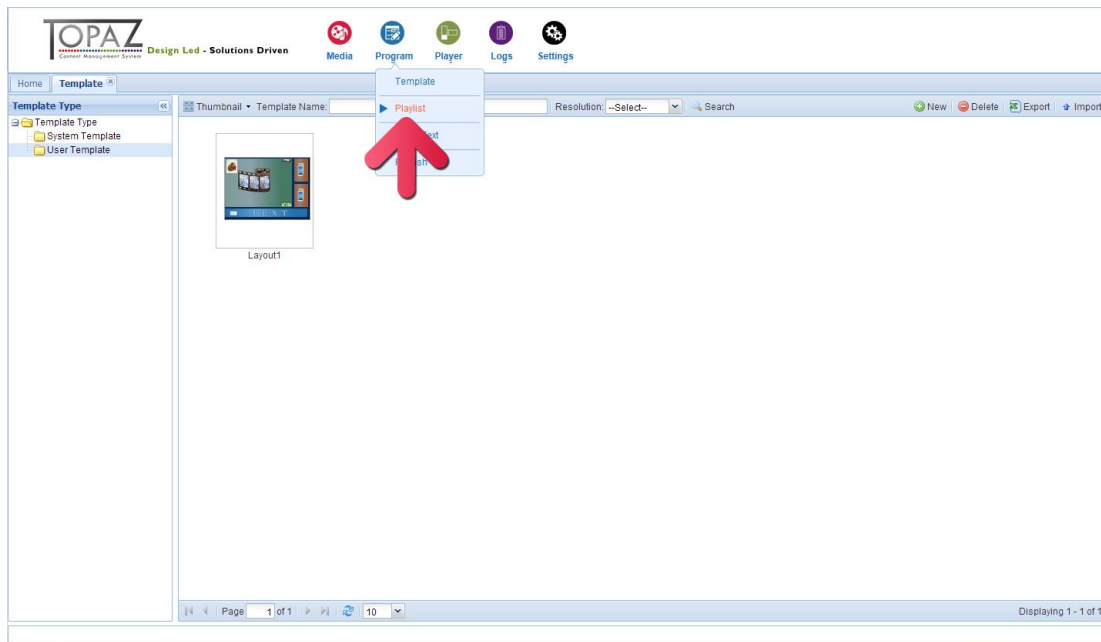 TOPAZ
Content Management System
Design Led - Solutions Driven
Media Program Player Logs Settings
Home Template
Template
Playlist
Template Type
Thumbnail Template Name: Resolution: --Select-- Search New Delete Export Import
Template Type
System Template
User Template
Layout1
Page 1 of 1 10 Displaying 1 - 1 of 1